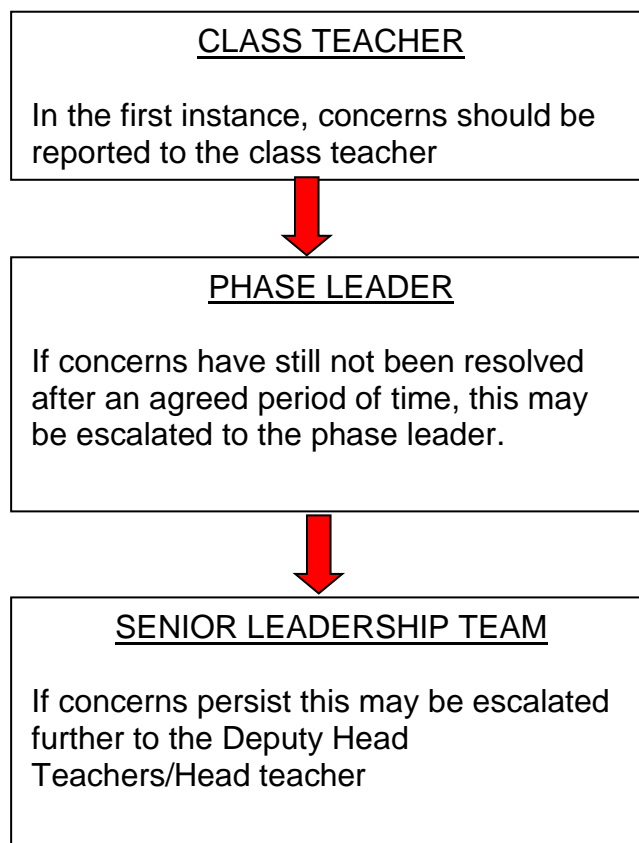 CLASS TEACHER
In the first instance, concerns should be
reported to the class teacher
PHASE LEADER
If concerns have still not been resolved
after an agreed period of time, this may
be escalated to the phase leader.
SENIOR LEADERSHIP TEAM
If concerns persist this may be escalated
further to the Deputy Head
Teachers/Head teacher